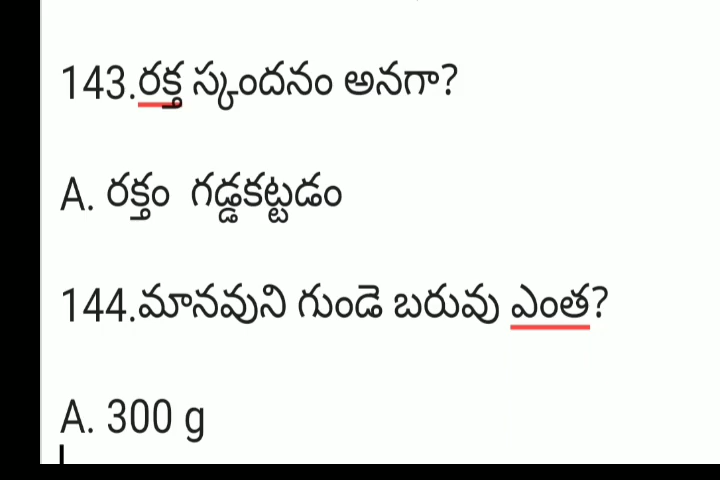 143.రక్త స్కందనం అనగా?
A. రక్తం గడ్డకట్టడం
144.మానవుని గుండె బరువు ఎంత?
A. 300 g